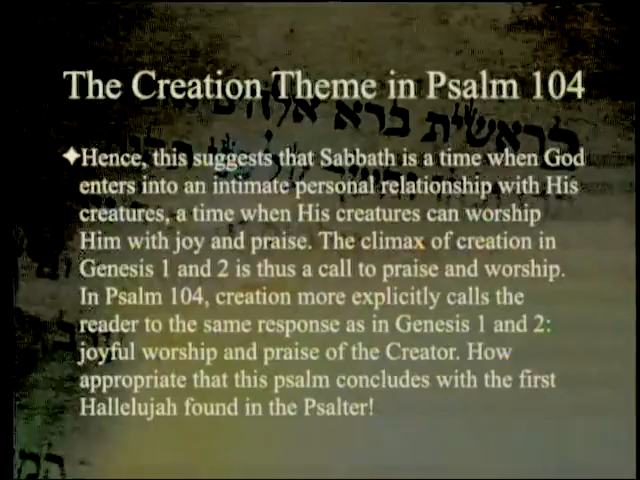 The Creation Theme in Psalm 104
בראשית ברא אלהים
✦Hence, this suggests that Sabbath is a time when God
enters into an intimate personal relationship with His
creatures, a time when His creatures can worship
Him with joy and praise. The climax of creation in
Genesis 1 and 2 is thus a call to praise and worship.
In Psalm 104, creation more explicitly calls the
reader to the same response as in Genesis 1 and 2:
joyful worship and praise of the Creator. How
appropriate that this psalm concludes with the first
Hallelujah found in the Psalter!